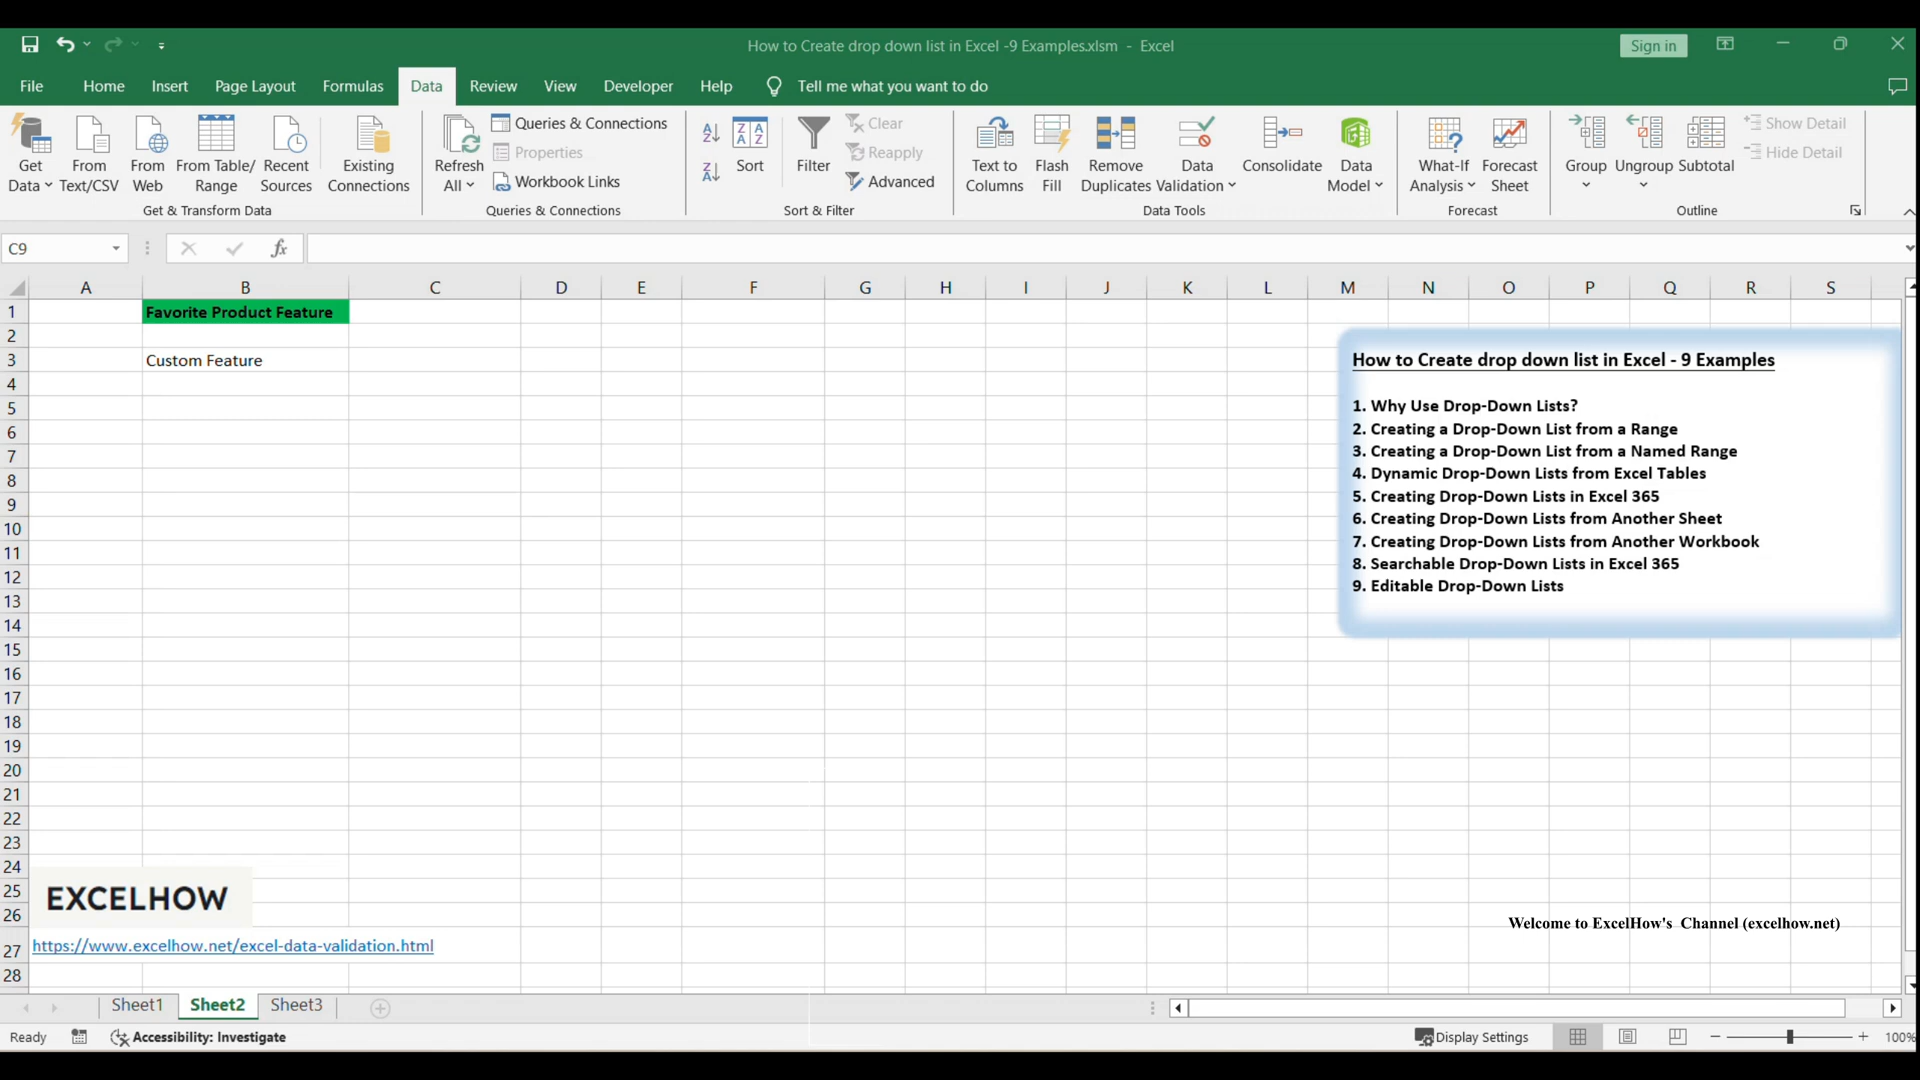 How to Create drop down list in Excel -9 Examples.xlsm - Excel
Sign in
File Home Insert Page Layout Formulas Data Review View Developer Help Tell me what you want to do
Get Data
From Text/CSV
From Web
From Table/ Range
Recent Sources
Existing Connections
Get & Transform Data
Refresh All
Queries & Connections
Properties
Workbook Links
Queries & Connections
Sort
Filter
Clear
Reapply
Advanced
Sort & Filter
Text to Columns
Flash Fill
Remove Duplicates
Data Validation
Consolidate
Data Model
Data Tools
What-If Analysis
Forecast Sheet
Forecast
Group
Ungroup
Subtotal
Show Detail
Hide Detail
Outline
C9
fx
A B C D E F G H I J K L M N O P Q R S
1 Favorite Product Feature
2
3 Custom Feature
How to Create drop down list in Excel - 9 Examples
4
5
1. Why Use Drop-Down Lists?
6
2. Creating a Drop-Down List from a Range
7
3. Creating a Drop-Down List from a Named Range
8
4. Dynamic Drop-Down Lists from Excel Tables
9
5. Creating Drop-Down Lists in Excel 365
10
6. Creating Drop-Down Lists from Another Sheet
11
7. Creating Drop-Down Lists from Another Workbook
12
8. Searchable Drop-Down Lists in Excel 365
13
9. Editable Drop-Down Lists
14
15
16
17
18
19
20
21
22
23
24
25
EXCELHOW
26
Welcome to ExcelHow's Channel (excelhow.net)
27
https://www.excelhow.net/excel-data-validation.html
28
Sheet1 Sheet2 Sheet3
Ready
Accessibility: Investigate
Display Settings
100%